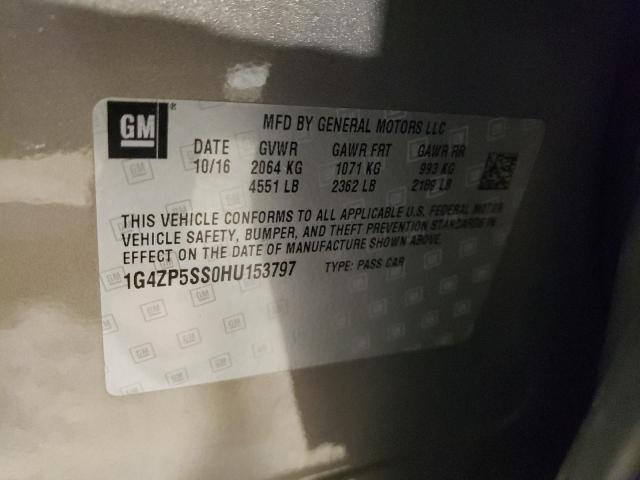 GM ® MFD BY GENERAL MOTORS LLC
DATE GVWR GAWR FRT GAWR RR
10/16 2064 KG 1071 KG 993 KG
4551 LB 2362 LB 2189 LB
THIS VEHICLE CONFORMS TO ALL APPLICABLE U.S. FEDERAL MOTOR
VEHICLE SAFETY, BUMPER, AND THEFT PREVENTION STANDARDS IN
EFFECT ON THE DATE OF MANUFACTURE SHOWN ABOVE.
1G4ZP5SS0HU153797 TYPE: PASS CAR